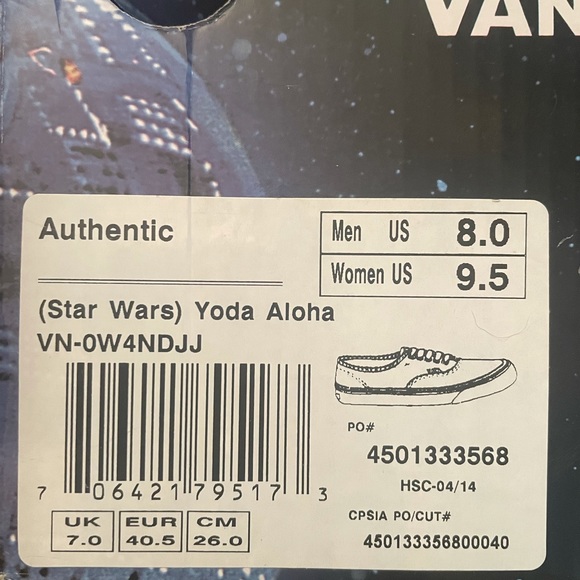 VAN
Authentic
Men US 8.0
Women US 9.5
(Star Wars) Yoda Aloha
VN-0W4NDJJ
PO#
4501333568
HSC-04/14
7 06421 79517 3
CPSIA PO/CUT#
450133356800040
UK EUR CM
7.0 40.5 26.0